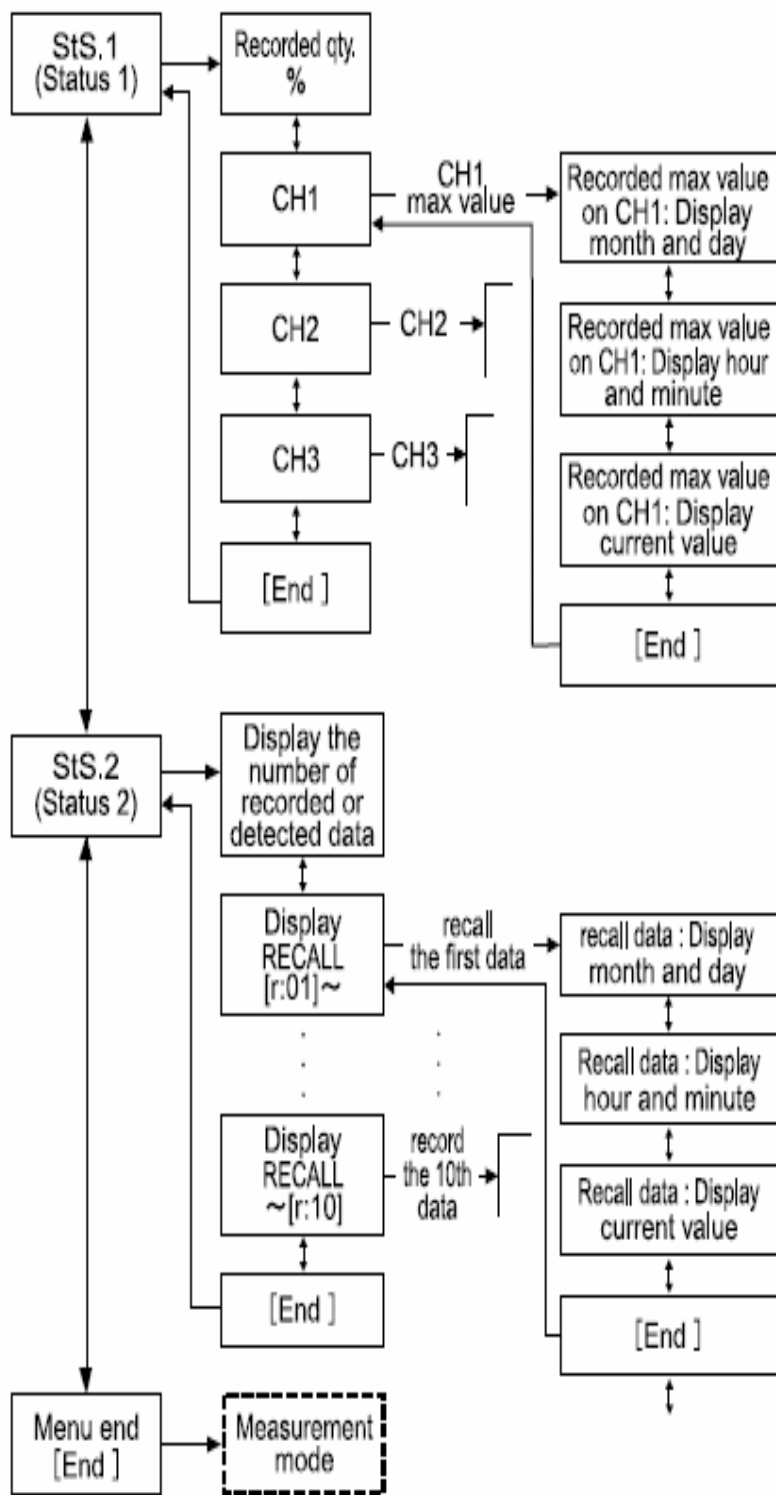 StS.1
(Status 1)
Recorded qty.
%
CH1
CH1
max value
Recorded max value
on CH1: Display
month and day
CH2
CH2
Recorded max value
on CH1: Display hour
and minute
CH3
CH3
Recorded max value
on CH1: Display
current value
[End ]
[End ]
StS.2
(Status 2)
Display the
number of
recorded or
detected data
Display
RECALL
[r:01]~
recall
the first data
recall data : Display
month and day
Recall data : Display
hour and minute
Display
RECALL
~[r:10]
record
the 10th
data
Recall data : Display
current value
[End ]
[End ]
Menu end
[End ]
Measurement
mode